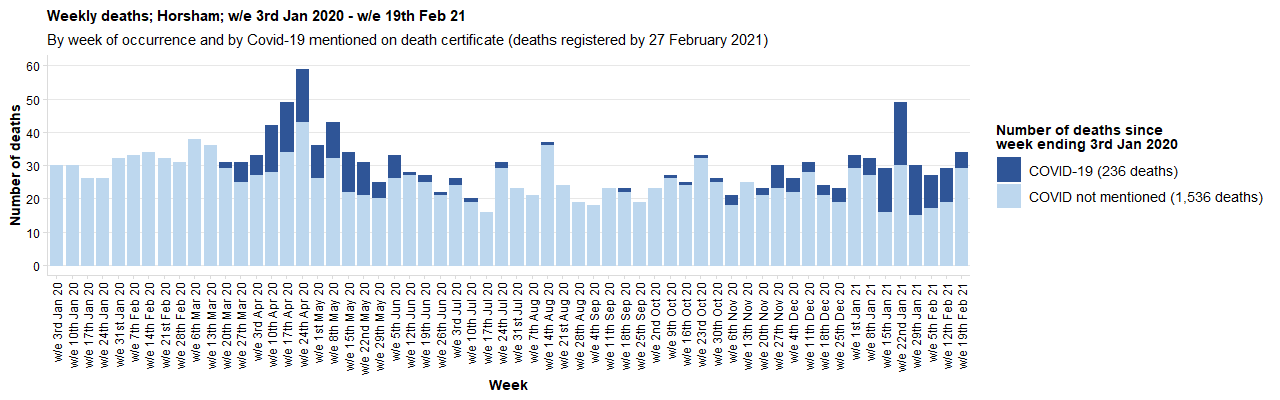 Weekly deaths; Horsham; w/e 3rd Jan 2020 - w/e 19th Feb 21
By week of occurrence and by Covid-19 mentioned on death certificate (deaths registered by 27 February 2021)
Number of deaths
60
50
40
30
20
10
0
w/e 3rd Jan 20
w/e 10th Jan 20
w/e 17th Jan 20
w/e 24th Jan 20
w/e 31st Jan 20
w/e 7th Feb 20
w/e 14th Feb 20
w/e 21st Feb 20
w/e 28th Feb 20
w/e 6th Mar 20
w/e 13th Mar 20
w/e 20th Mar 20
w/e 27th Mar 20
w/e 3rd Apr 20
w/e 10th Apr 20
w/e 17th Apr 20
w/e 24th Apr 20
w/e 1st May 20
w/e 8th May 20
w/e 15th May 20
w/e 22nd May 20
w/e 29th May 20
w/e 5th Jun 20
w/e 12th Jun 20
w/e 19th Jun 20
w/e 26th Jun 20
w/e 3rd Jul 20
w/e 10th Jul 20
w/e 17th Jul 20
w/e 24th Jul 20
w/e 31st Jul 20
w/e 7th Aug 20
w/e 14th Aug 20
w/e 21st Aug 20
w/e 28th Aug 20
w/e 4th Sep 20
w/e 11th Sep 20
w/e 18th Sep 20
w/e 25th Sep 20
w/e 2nd Oct 20
w/e 9th Oct 20
w/e 16th Oct 20
w/e 23rd Oct 20
w/e 30th Oct 20
w/e 6th Nov 20
w/e 13th Nov 20
w/e 20th Nov 20
w/e 27th Nov 20
w/e 4th Dec 20
w/e 11th Dec 20
w/e 18th Dec 20
w/e 25th Dec 20
w/e 1st Jan 21
w/e 8th Jan 21
w/e 15th Jan 21
w/e 22nd Jan 21
w/e 29th Jan 21
w/e 5th Feb 21
w/e 12th Feb 21
w/e 19th Feb 21
Week
Number of deaths since
week ending 3rd Jan 2020
COVID-19 (236 deaths)
COVID not mentioned (1,536 deaths)